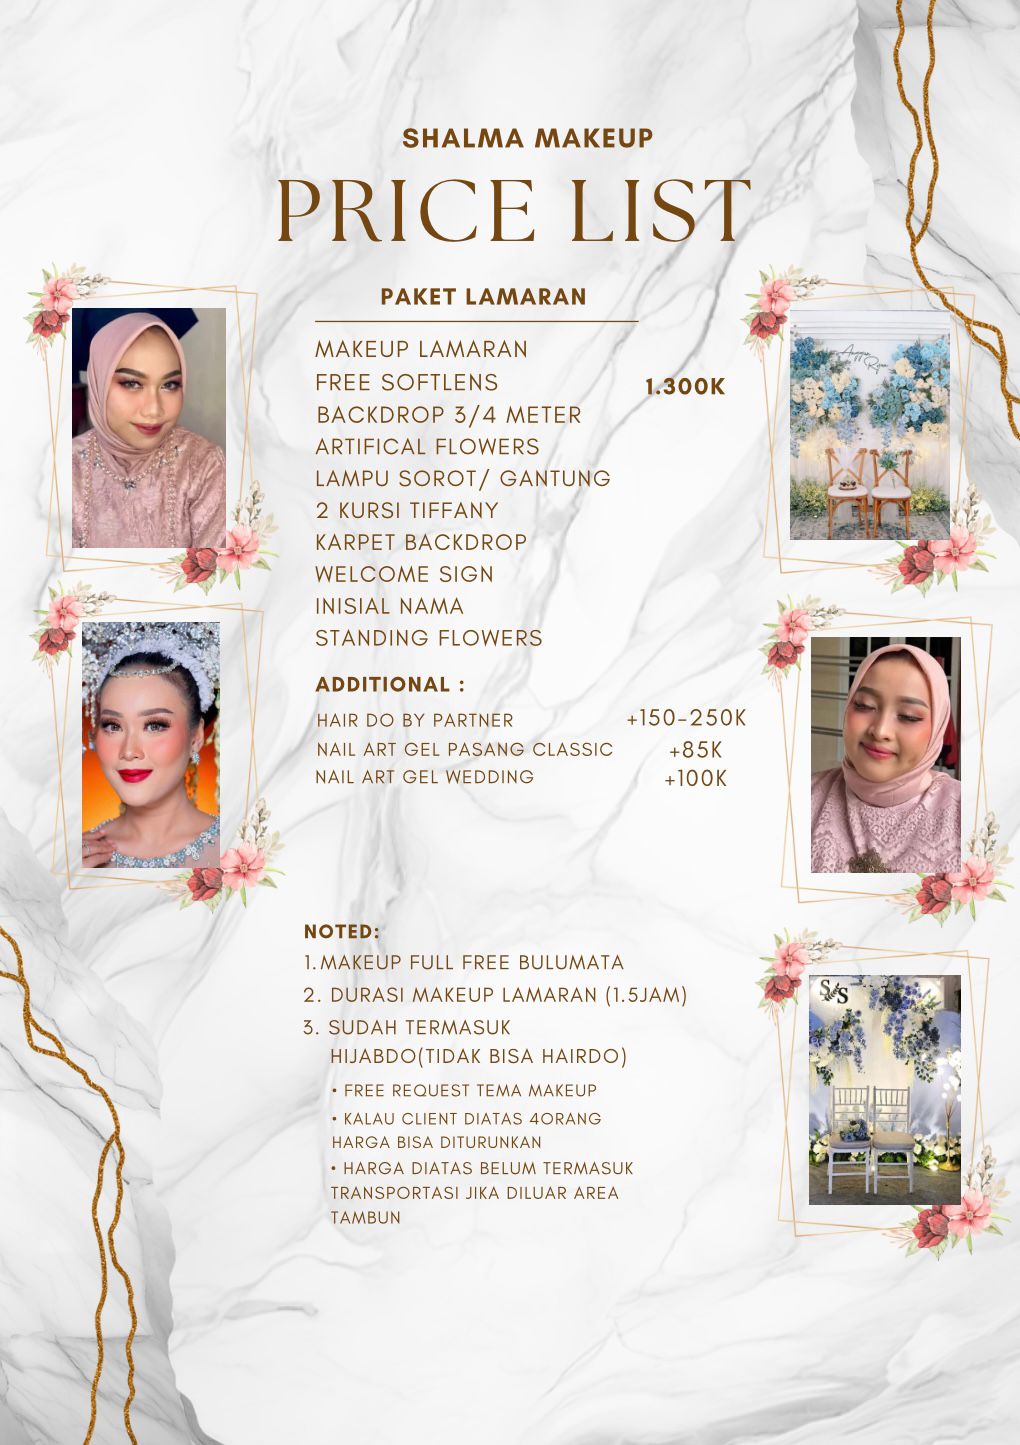 SHALMA MAKEUP
PRICE LIST
PAKET LAMARAN
MAKEUP LAMARAN
FREE SOFTLENS
1.300K
BACKDROP 3/4 METER
ARTIFICAL FLOWERS
LAMPU SOROT/ GANTUNG
2 KURSI TIFFANY
KARPET BACKDROP
WELCOME SIGN
INISIAL NAMA
STANDING FLOWERS
ADDITIONAL :
HAIR DO BY PARTNER +150-250K
NAIL ART GEL PASANG CLASSIC +85K
NAIL ART GEL WEDDING +100K
NOTED:
1. MAKEUP FULL FREE BULUMATA
2. DURASI MAKEUP LAMARAN (1.5JAM)
3. SUDAH TERMASUK
HIJABDO(TIDAK BISA HAIRDO)
• FREE REQUEST TEMA MAKEUP
• KALAU CLIENT DIATAS 4ORANG
HARGA BISA DITURUNKAN
• HARGA DIATAS BELUM TERMASUK
TRANSPORTASI JIKA DILUAR AREA
TAMBUN